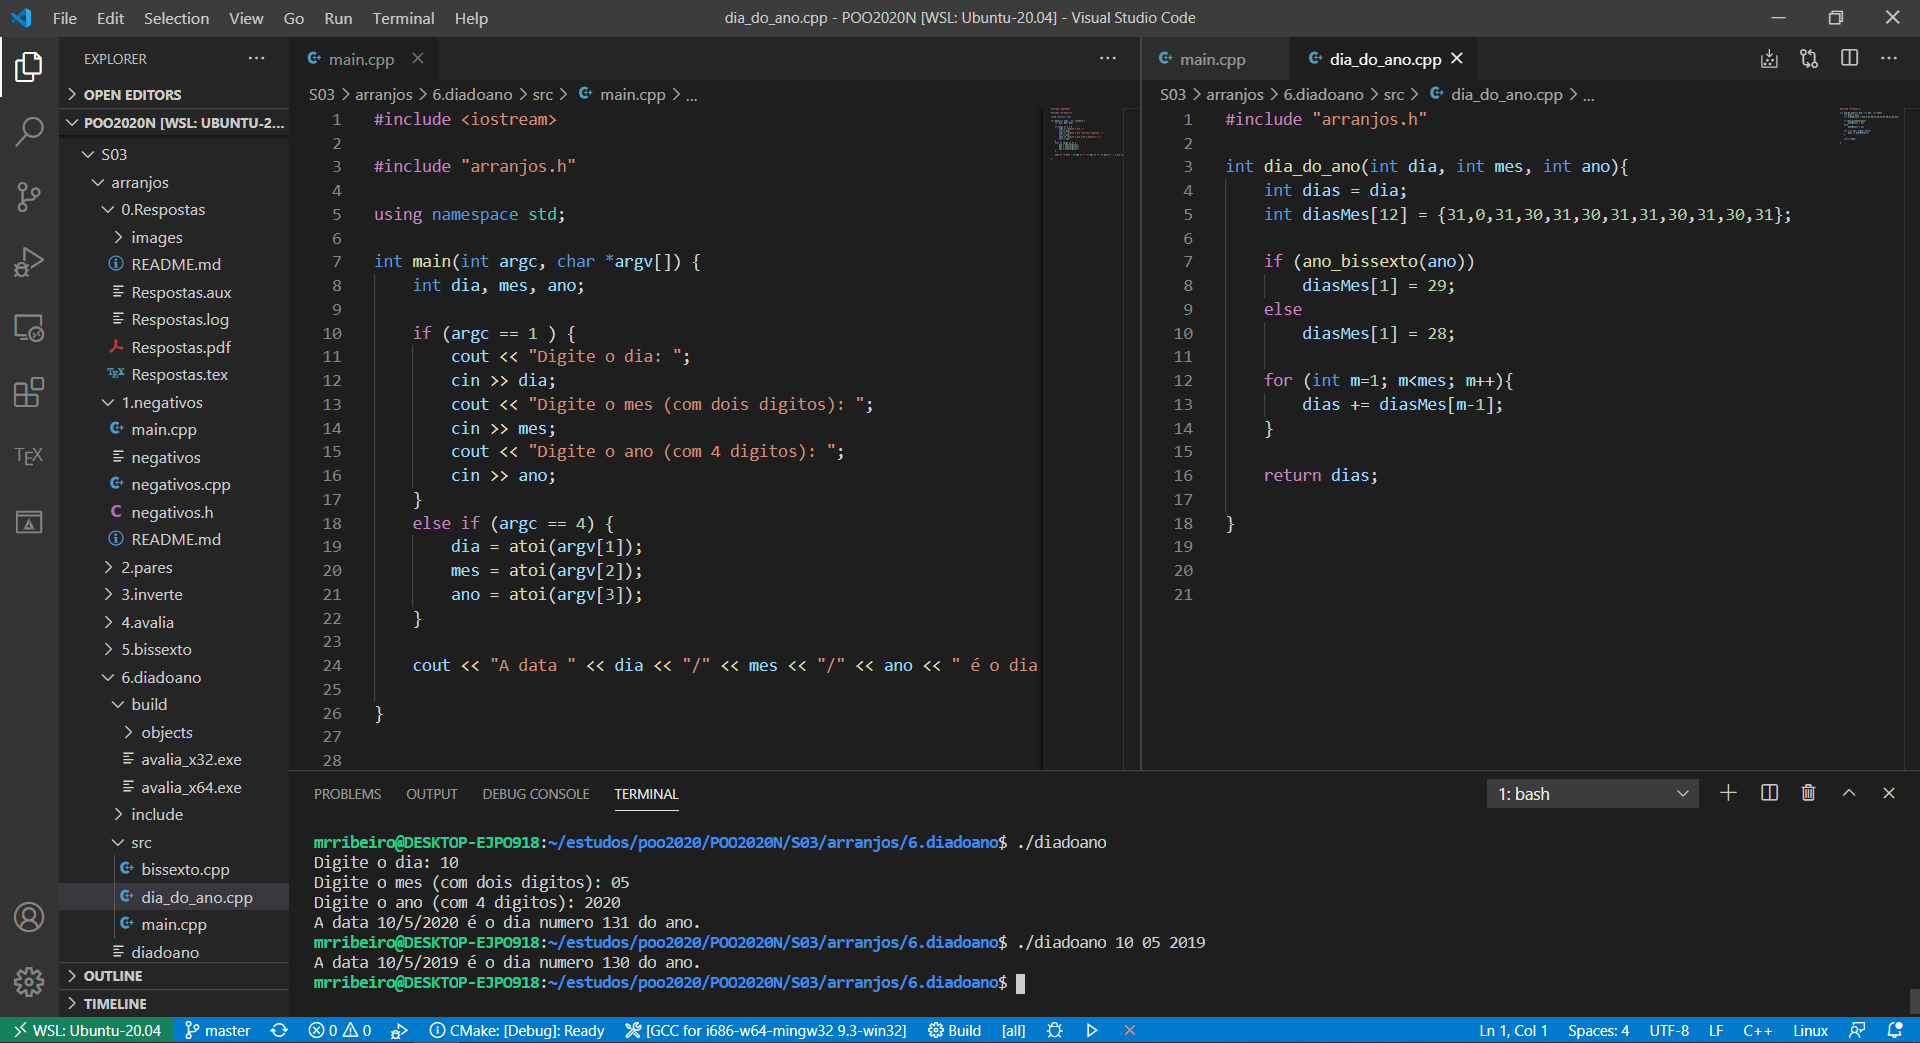 File Edit Selection View Go Run Terminal Help
dia_do_ano.cpp - POO2020N [WSL: Ubuntu-20.04] - Visual Studio Code
EXPLORER ...
OPEN EDITORS
POO2020N [WSL: UBUNTU-2...
S03
arranjos
0.Respostas
images
README.md
Respostas.aux
Respostas.log
Respostas.pdf
TEX Respostas.tex
1.negativos
main.cpp
negativos
negativos.cpp
C negativos.h
README.md
2.pares
3.inverte
4.avalia
5.bissexto
6.diadoano
build
objects
avalia_x32.exe
avalia_x64.exe
include
src
bissexto.cpp
dia_do_ano.cpp
main.cpp
diadoano
OUTLINE
TIMELINE
TEX
main.cpp
S03 > arranjos > 6.diadoano > src > main.cpp > ...
1 #include <iostream>
2
3 #include "arranjos.h"
4
5 using namespace std;
6
7 int main(int argc, char *argv[]) {
8 int dia, mes, ano;
9
10 if (argc == 1 ) {
11 cout << "Digite o dia: ";
12 cin >> dia;
13 cout << "Digite o mes (com dois digitos): ";
14 cin >> mes;
15 cout << "Digite o ano (com 4 digitos): ";
16 cin >> ano;
17 }
18 else if (argc == 4) {
19 dia = atoi(argv[1]);
20 mes = atoi(argv[2]);
21 ano = atoi(argv[3]);
22 }
23
24 cout << "A data " << dia << "/" << mes << "/" << ano << " é o dia
25
26 }
27
28
main.cpp dia_do_ano.cpp
S03 > arranjos > 6.diadoano > src > dia_do_ano.cpp > ...
1 #include "arranjos.h"
2
3 int dia_do_ano(int dia, int mes, int ano){
4 int dias = dia;
5 int diasMes[12] = {31,0,31,30,31,30,31,31,30,31,30,31};
6
7 if (ano_bissexto(ano))
8 diasMes[1] = 29;
9 else
10 diasMes[1] = 28;
11
12 for (int m=1; m<mes; m++){
13 dias += diasMes[m-1];
14 }
15
16 return dias;
17
18 }
19
20
21
PROBLEMS OUTPUT DEBUG CONSOLE TERMINAL
1: bash
mrribeiro@DESKTOP-EJPO918:~/estudos/poo2020/POO2020N/S03/arranjos/6.diadoano$ ./diadoano
Digite o dia: 10
Digite o mes (com dois digitos): 05
Digite o ano (com 4 digitos): 2020
A data 10/5/2020 é o dia numero 131 do ano.
mrribeiro@DESKTOP-EJPO918:~/estudos/poo2020/POO2020N/S03/arranjos/6.diadoano$ ./diadoano 10 05 2019
A data 10/5/2019 é o dia numero 130 do ano.
mrribeiro@DESKTOP-EJPO918:~/estudos/poo2020/POO2020N/S03/arranjos/6.diadoano$
WSL: Ubuntu-20.04 master 0 0 CMake: [Debug]: Ready [GCC for i686-w64-mingw32 9.3-win32] Build [all] Ln 1, Col 1 Spaces: 4 UTF-8 LF C++ Linux